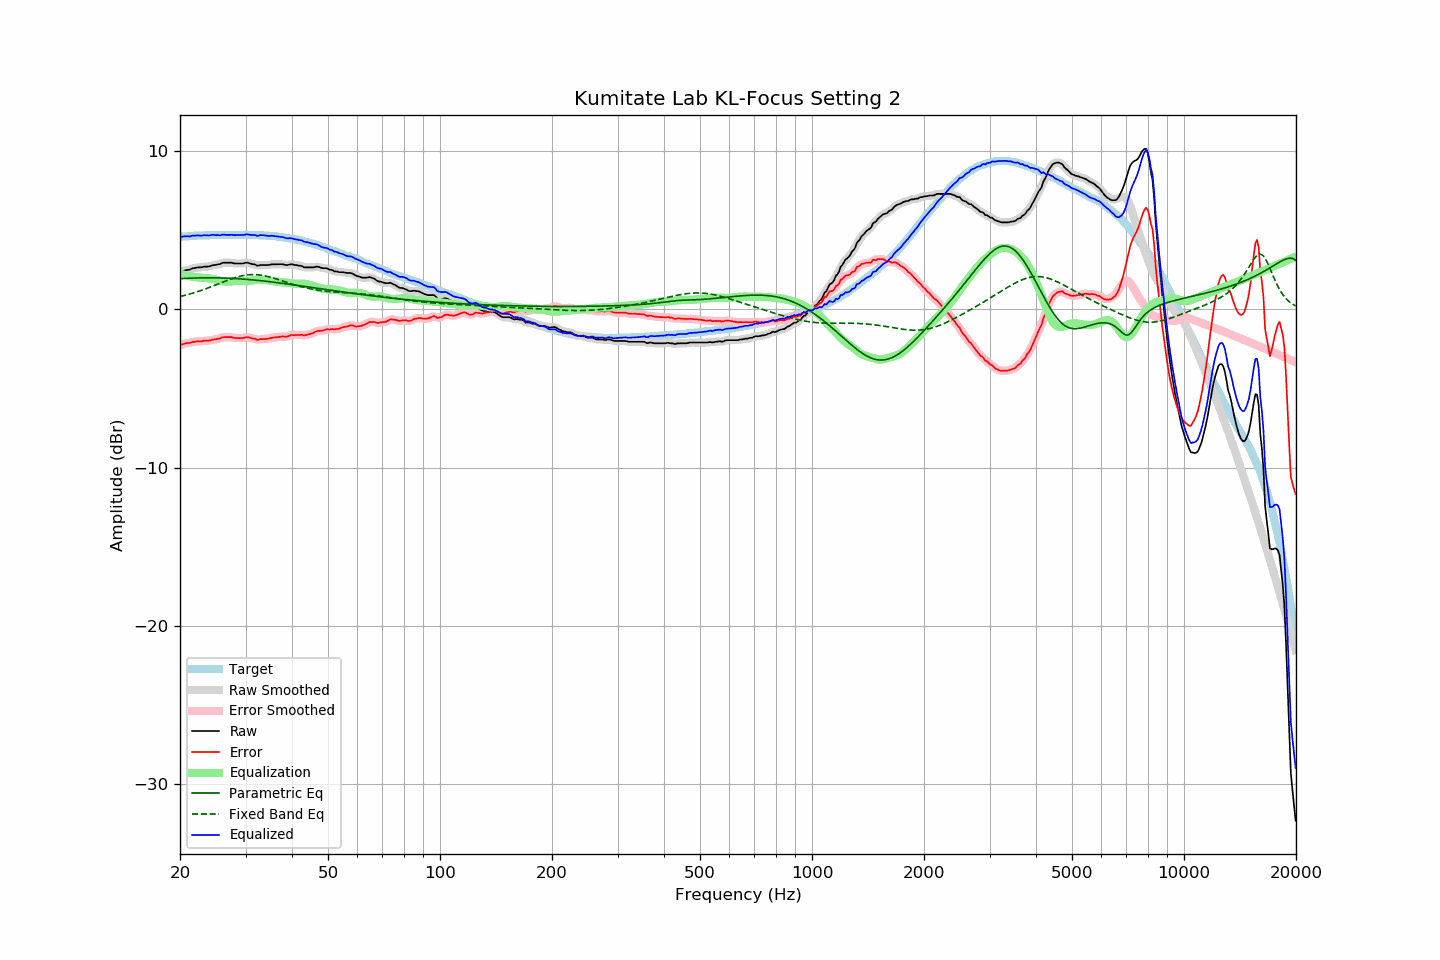 Kumitate Lab KL-Focus Setting 2
Amplitude (dBr)
10
0
−10
−20
−30
Target
Raw Smoothed
Error Smoothed
Raw
Error
Equalization
Parametric Eq
Fixed Band Eq
Equalized
20 50 100 200 500 1000 2000 5000 10000 20000
Frequency (Hz)